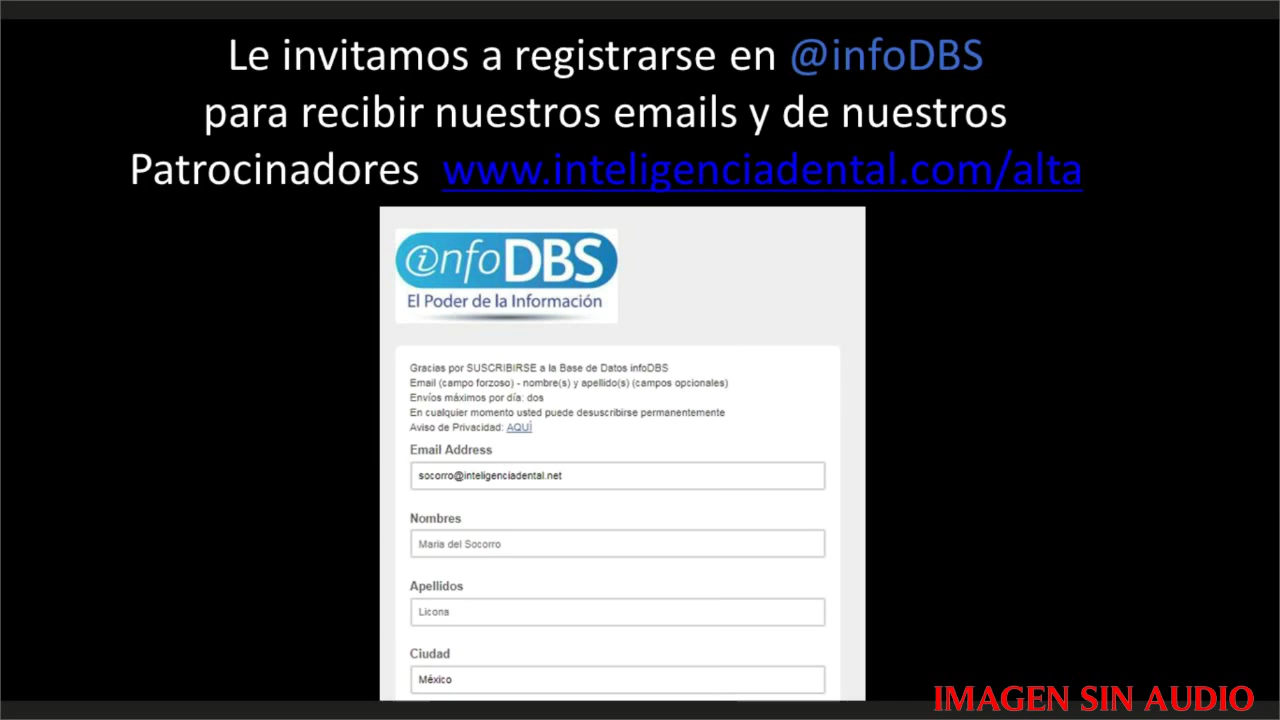 Le invitamos a registrarse en @infoDBS
para recibir nuestros emails y de nuestros
Patrocinadores www.inteligenciadental.com/alta
infoDBS
El Poder de la Información
Gracias por SUSCRIBIRSE a la Base de Datos infoDBS
Email (campo forzoso) - nombre(s) y apellido(s) (campos opcionales)
Envíos máximos por día: dos
En cualquier momento usted puede desuscribirse permanentemente
Aviso de Privacidad: AQUÍ
Email Address
socorro@inteligenciadental.net
Nombres
Maria del Socorro
Apellidos
Licona
Ciudad
México
IMAGEN SIN AUDIO